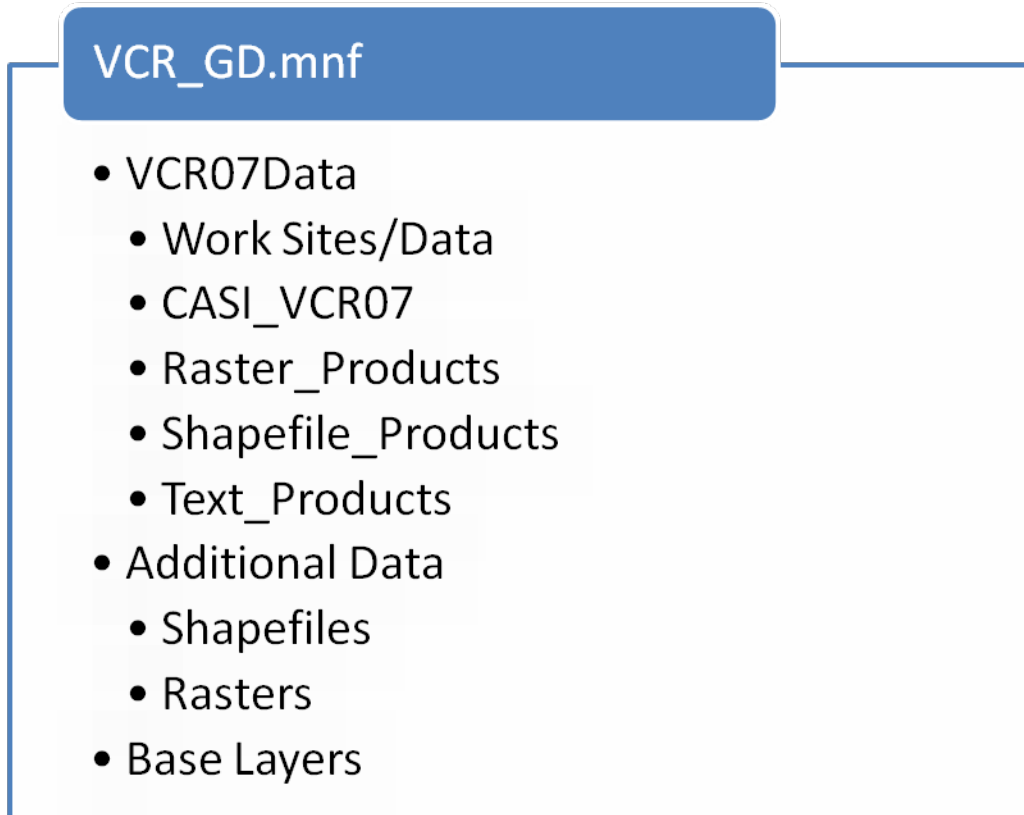 VCR_GD.mnf
• VCR07Data
• Work Sites/Data
• CASI_VCR07
• Raster_Products
• Shapefile_Products
• Text_Products
• Additional Data
• Shapefiles
• Rasters
• Base Layers